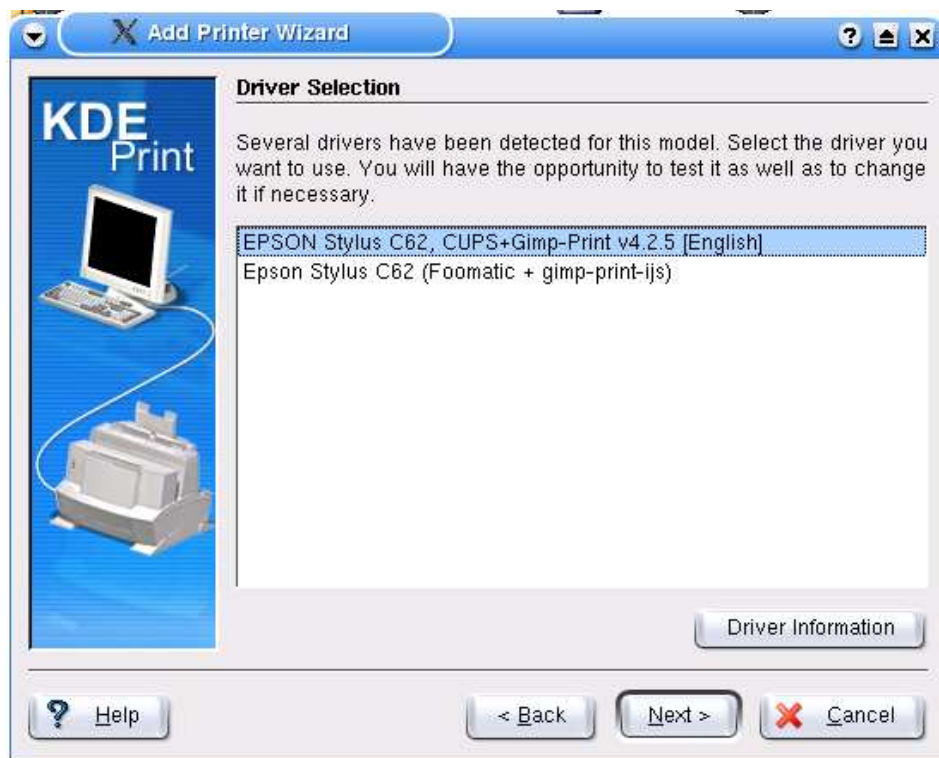 Add Printer Wizard
KDE
Print
Driver Selection
Several drivers have been detected for this model. Select the driver you
want to use. You will have the opportunity to test it as well as to change
it if necessary.
EPSON Stylus C62, CUPS+Gimp-Print v4.2.5 [English]
Epson Stylus C62 (Foomatic + gimp-print-ijs)
Driver Information
? Help
< Back
Next >
Cancel